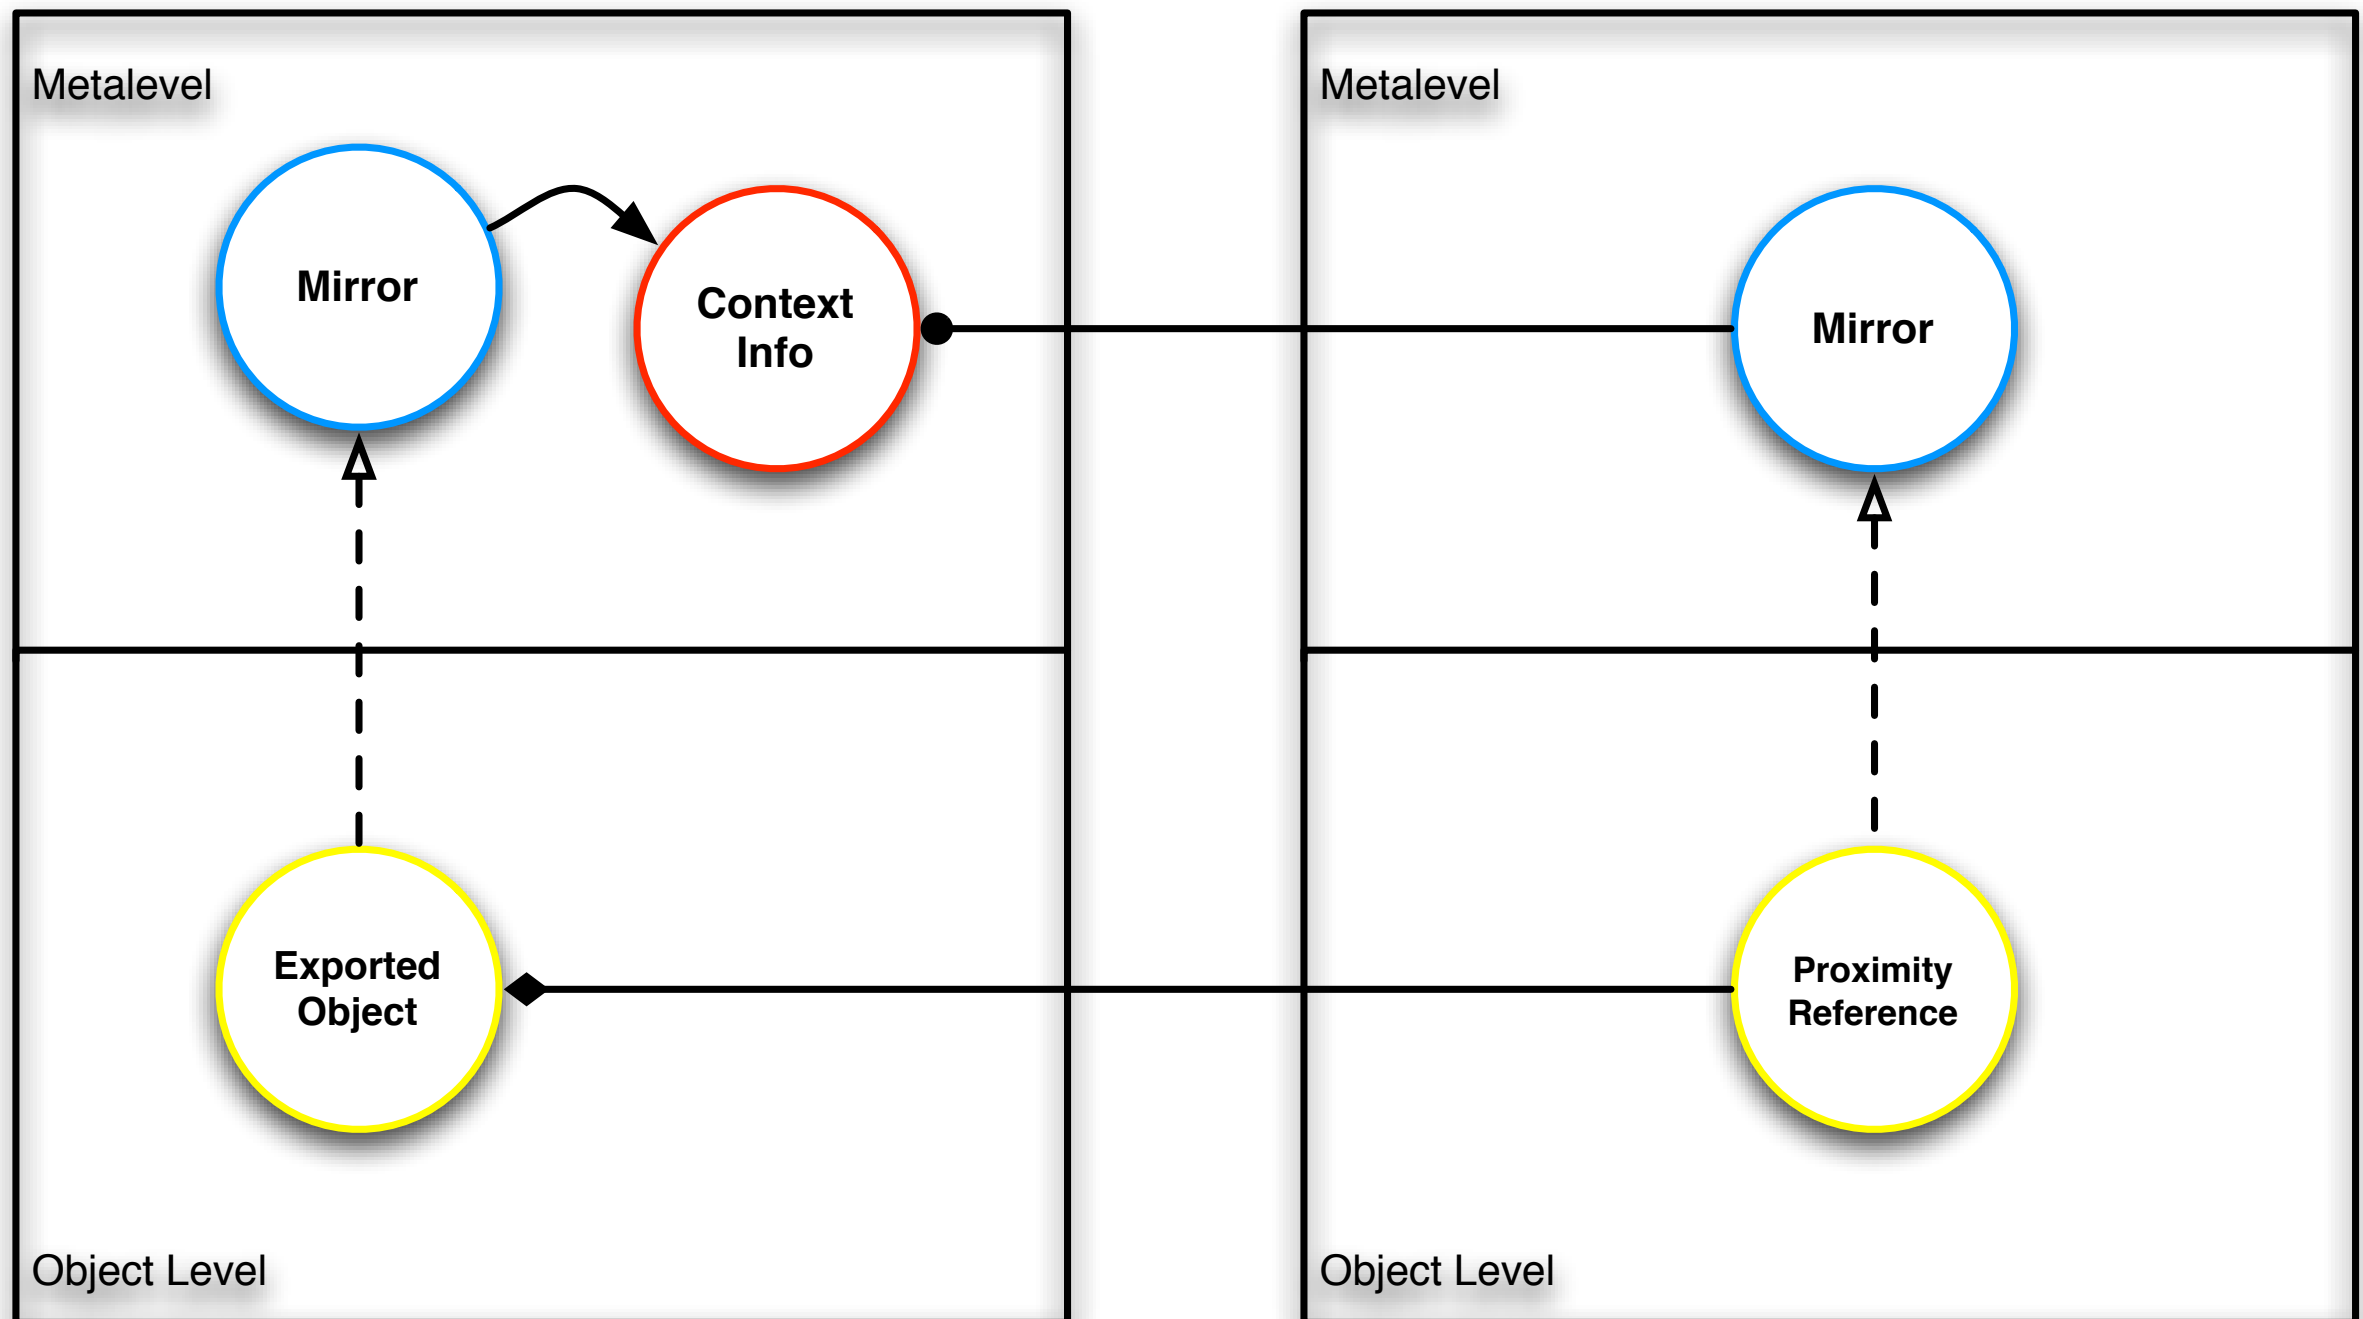 Metalevel
Mirror
Context
Info
Exported
Object
Object Level
Metalevel
Mirror
Proximity
Reference
Object Level